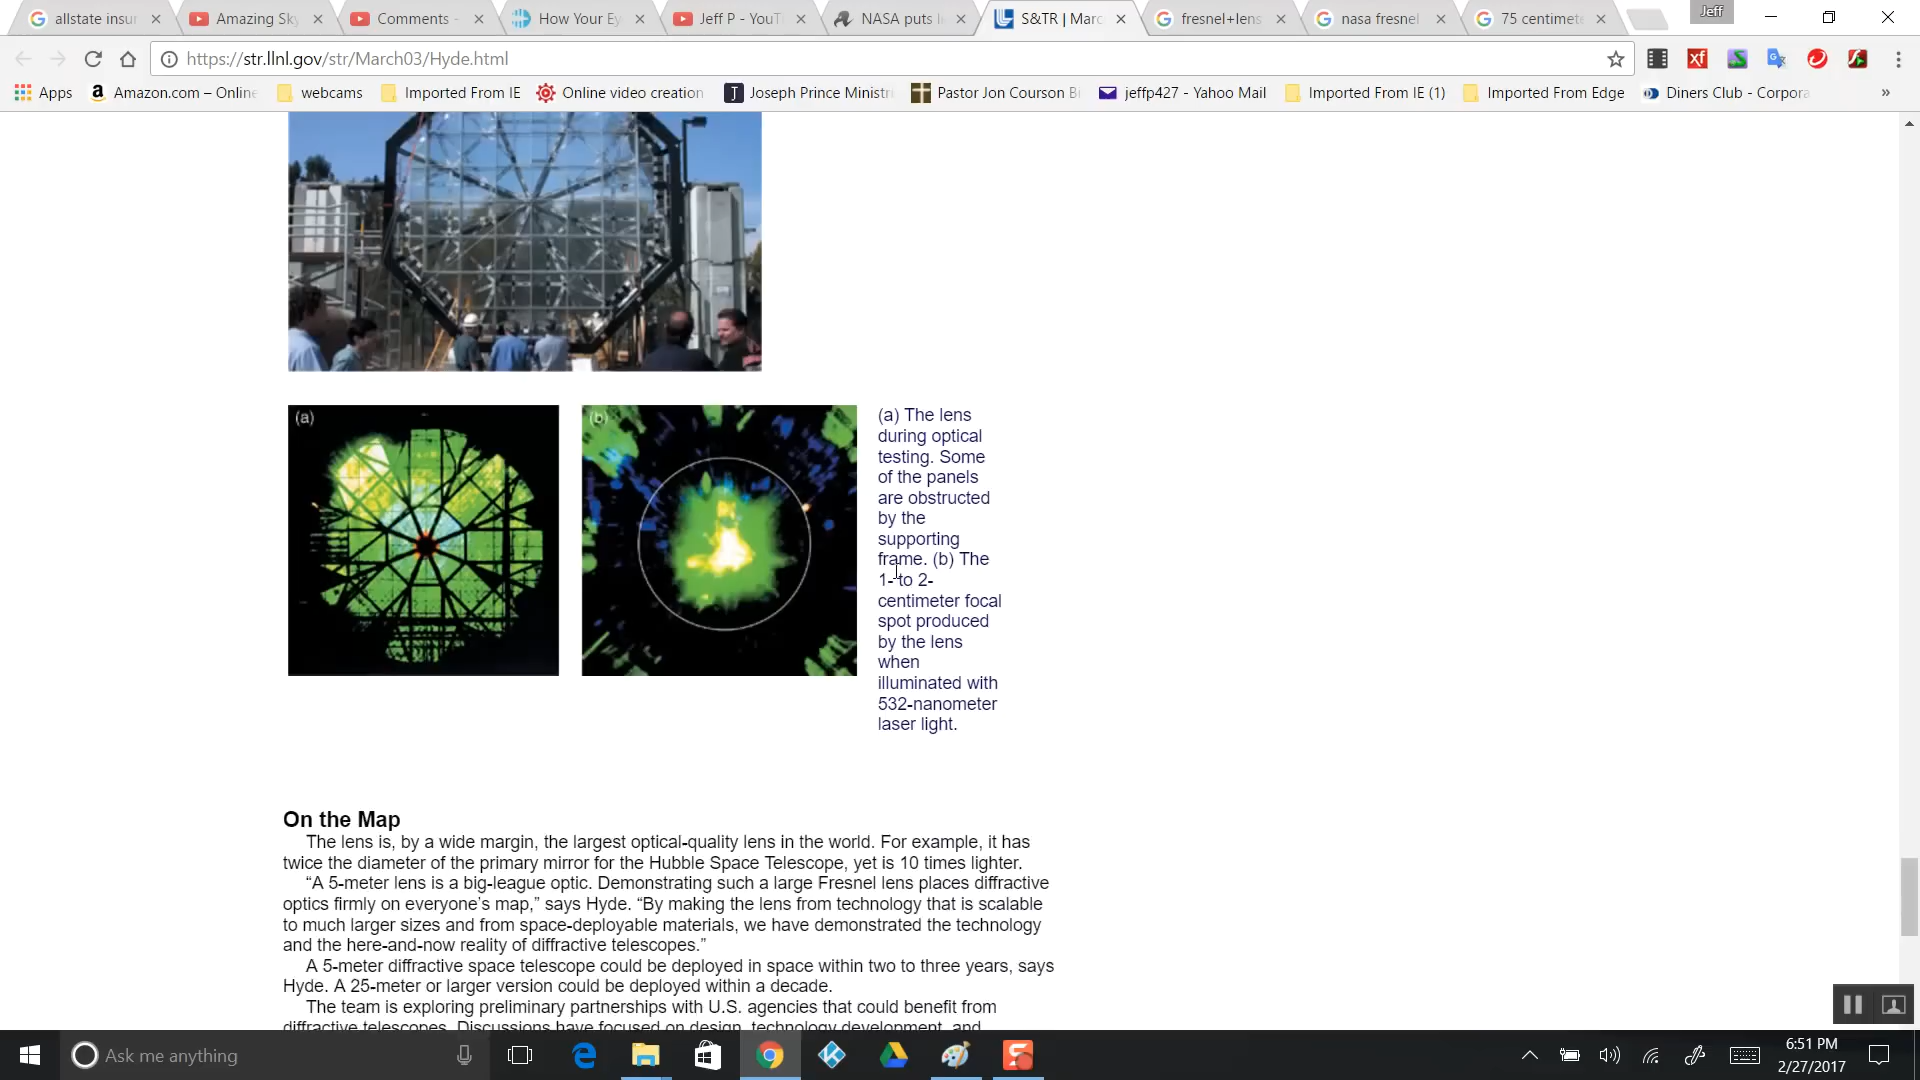 allstate insur
Amazing Sky
Comments -
How Your Ey
Jeff P - YouT
NASA puts le
S&TR | Marc
fresnel+lens
nasa fresnel
75 centimete
Jeff
https://str.llnl.gov/str/March03/Hyde.html
Apps
Amazon.com – Online
webcams
Imported From IE
Online video creation
Joseph Prince Ministri
Pastor Jon Courson Bi
jeffp427 - Yahoo Mail
Imported From IE (1)
Imported From Edge
Diners Club - Corpora
»
(a)
(b)
(a) The lens
during optical
testing. Some
of the panels
are obstructed
by the
supporting
frame. (b) The
1- to 2-
centimeter focal
spot produced
by the lens
when
illuminated with
532-nanometer
laser light.
On the Map
The lens is, by a wide margin, the largest optical-quality lens in the world. For example, it has
twice the diameter of the primary mirror for the Hubble Space Telescope, yet is 10 times lighter.
“A 5-meter lens is a big-league optic. Demonstrating such a large Fresnel lens places diffractive
optics firmly on everyone’s map,” says Hyde. “By making the lens from technology that is scalable
to much larger sizes and from space-deployable materials, we have demonstrated the technology
and the here-and-now reality of diffractive telescopes.”
A 5-meter diffractive space telescope could be deployed in space within two to three years, says
Hyde. A 25-meter or larger version could be deployed within a decade.
The team is exploring preliminary partnerships with U.S. agencies that could benefit from
diffractive telescopes. Discussions have focused on design, technology development, and
Ask me anything
6:51 PM
2/27/2017